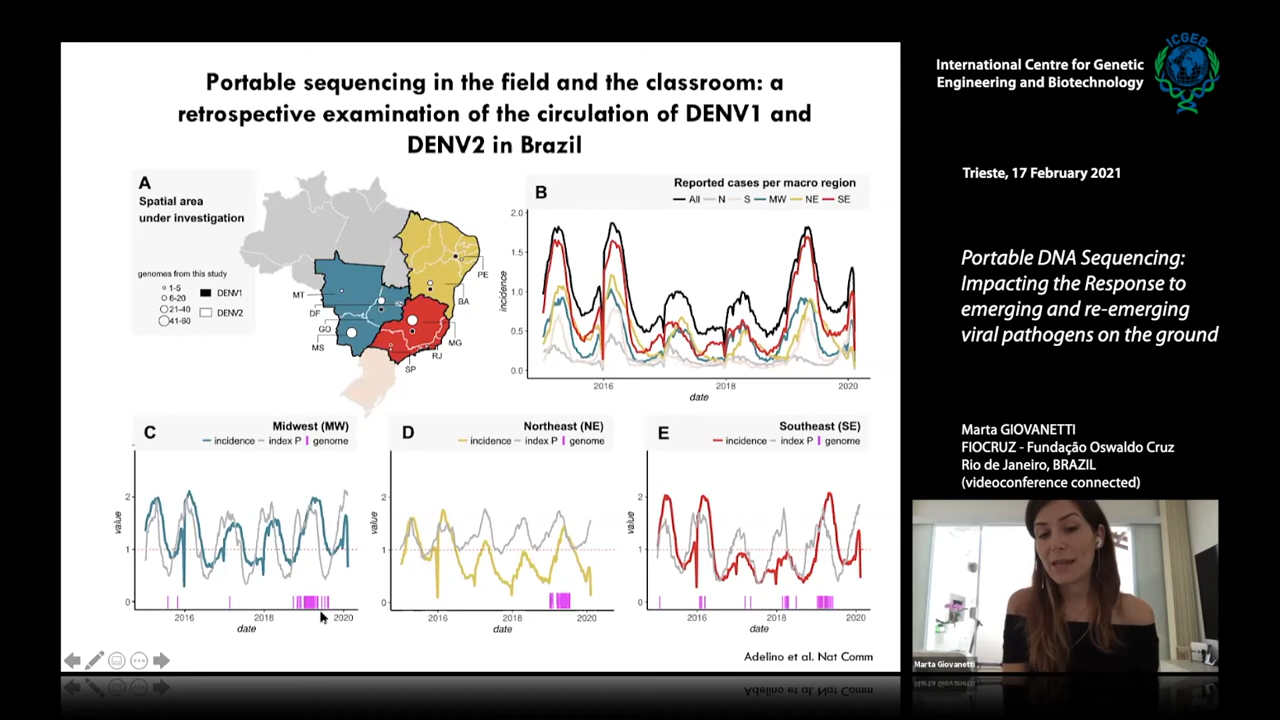 Portable sequencing in the field and the classroom: a
retrospective examination of the circulation of DENV1 and
DENV2 in Brazil
A
Spatial area
under investigation
genomes from this study
1-5
6-20
21-40
41-60
DENV1
DENV2
MT
DF
GO
MS
SP
RJ
MG
BA
PE
B
Reported cases per macro region
All N S MW NE SE
incidence
2.0
1.5
1.0
0.5
0.0
2016 2018 2020
date
C
Midwest (MW)
incidence index P genome
value
2
1
0
2016 2018 2020
date
D
Northeast (NE)
incidence index P genome
value
2
1
0
2016 2018 2020
date
E
Southeast (SE)
incidence index P genome
value
2
1
0
2016 2018 2020
date
Adelino et al. Nat Comm
International Centre for Genetic
Engineering and Biotechnology
ICGEB
Trieste, 17 February 2021
Portable DNA Sequencing:
Impacting the Response to
emerging and re-emerging
viral pathogens on the ground
Marta GIOVANETTI
FIOCRUZ - Fundação Oswaldo Cruz
Rio de Janeiro, BRAZIL
(videoconference connected)
Marta Giovanetti